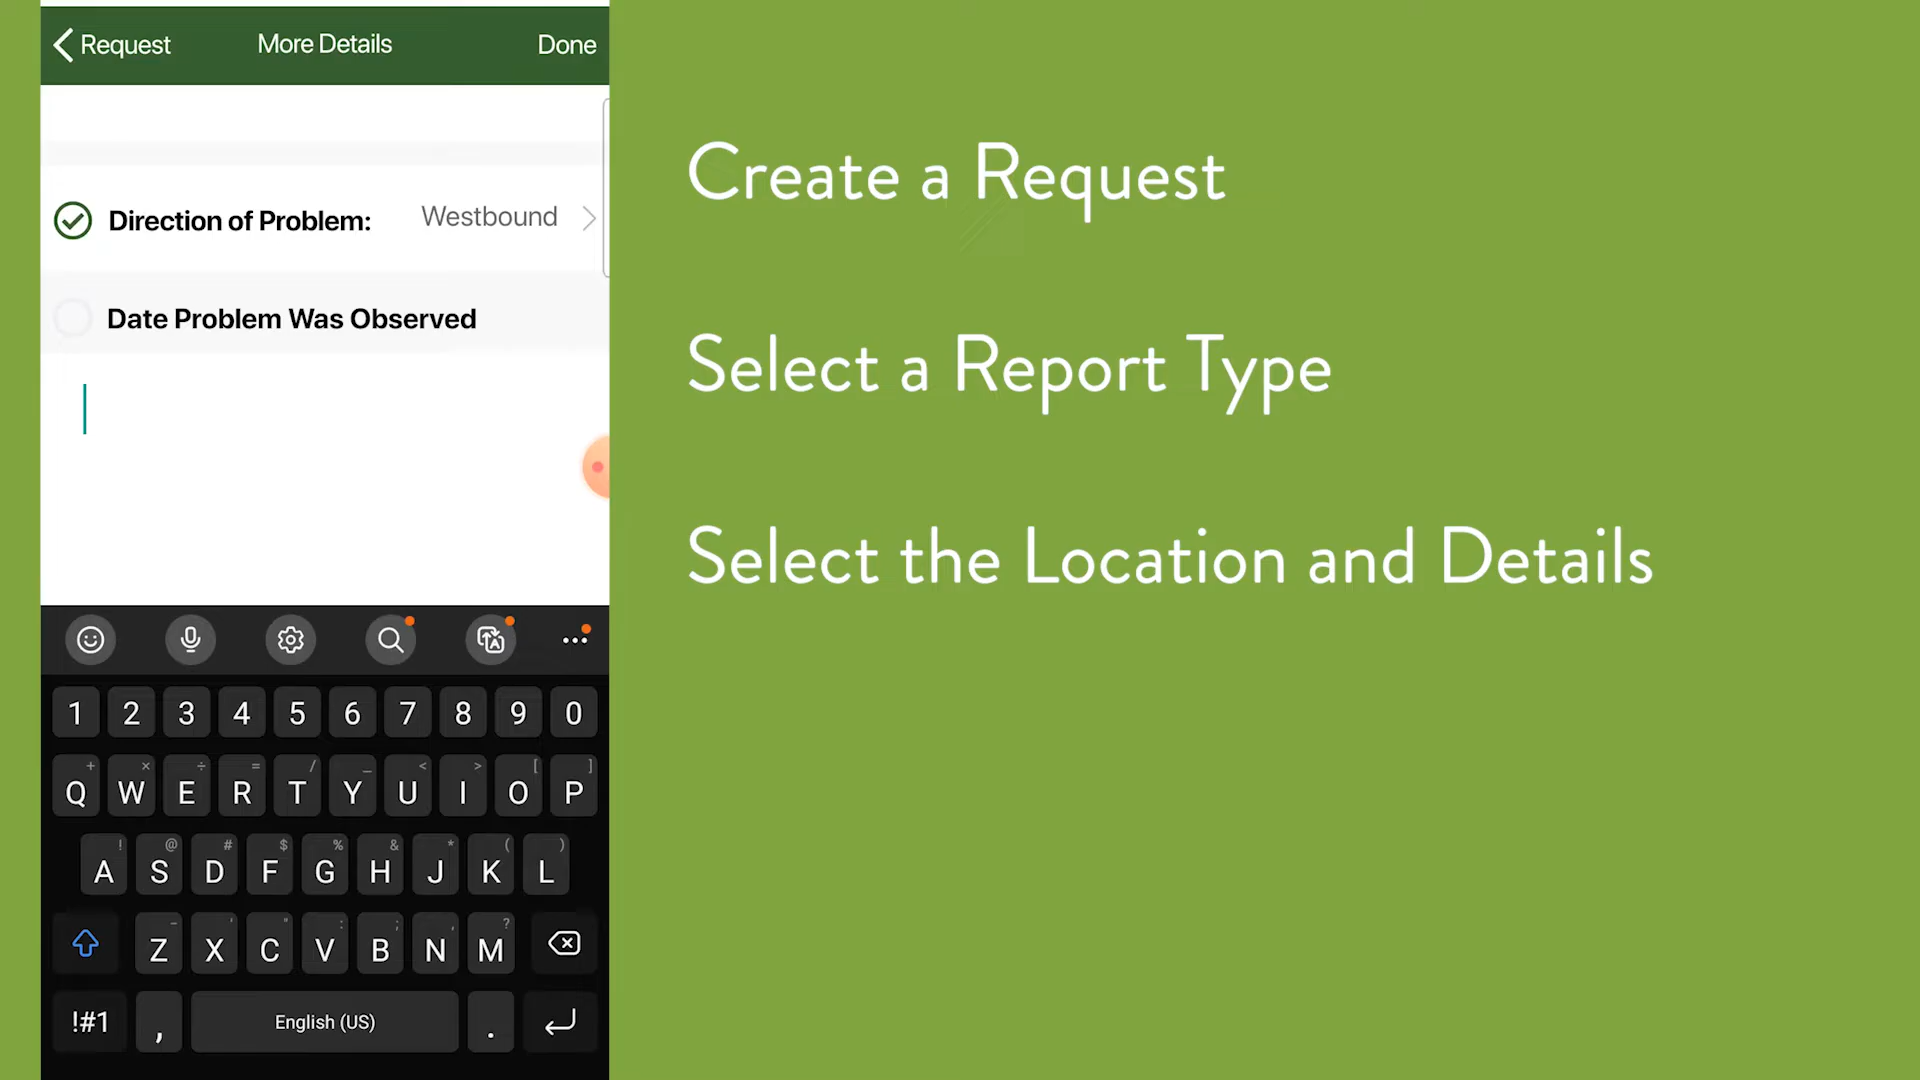 Request More Details Done
Direction of Problem: Westbound
Date Problem Was Observed
1 2 3 4 5 6 7 8 9 0
+ × ÷ = / _ < > [ ]
Q W E R T Y U I O P
! @ # $ % & * ( )
A S D F G H J K L
- ' " : ; , ?
Z X C V B N M
!#1 , English (US) .
Create a Request
Select a Report Type
Select the Location and Details